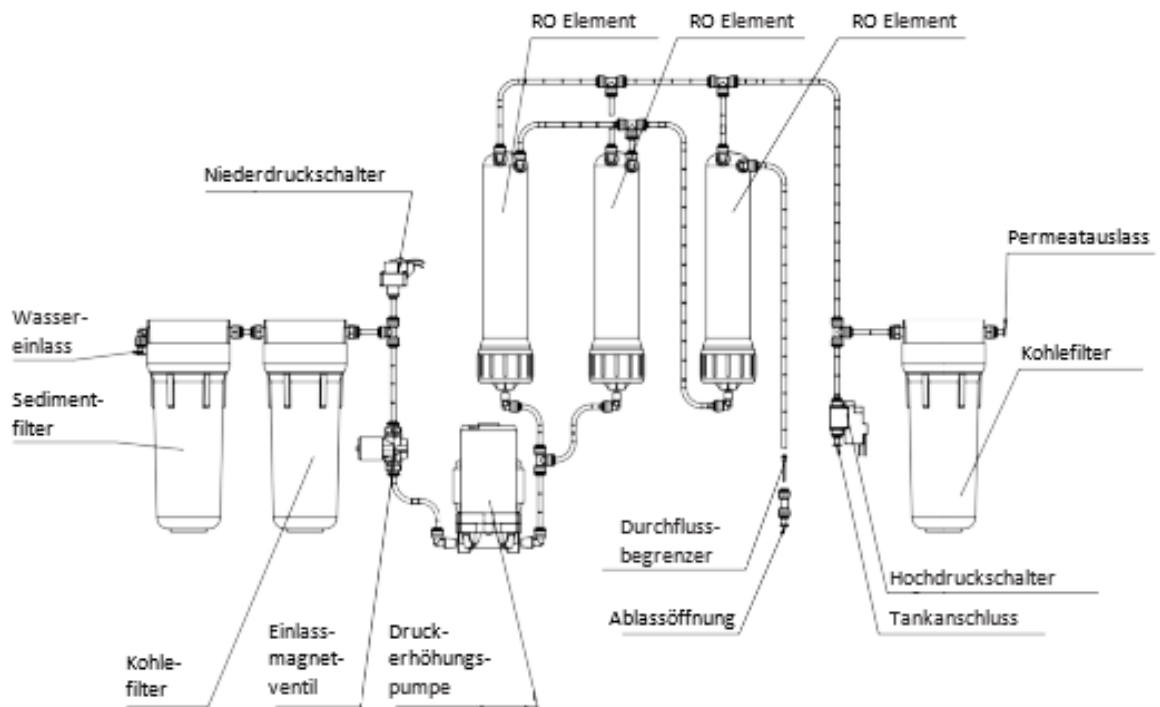 RO Element
RO Element
RO Element
Niederdruckschalter
Permeatauslass
Wasser-
einlass
Kohlefilter
Sediment-
filter
Durchfluss-
begrenzer
Hochdruckschalter
Ablassöffnung
Tankanschluss
Kohle-
filter
Einlass-
magnet-
ventil
Druck-
erhöhungs-
pumpe